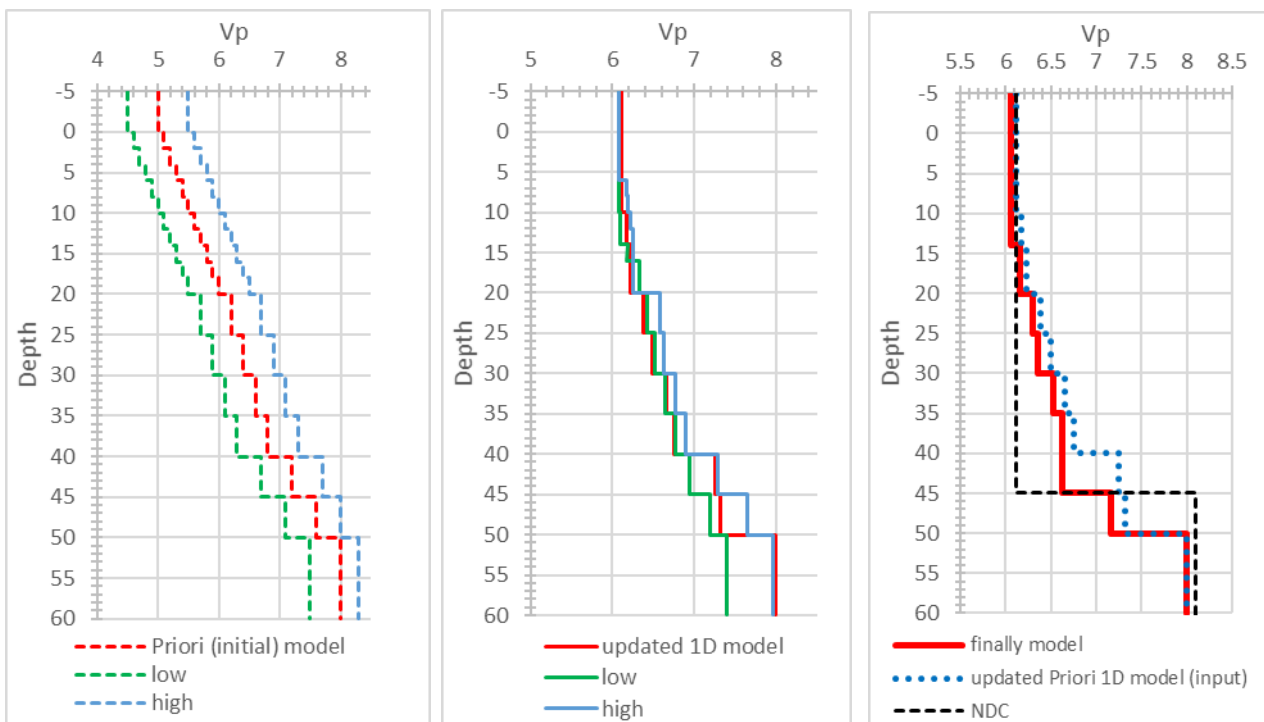 Vp
4 5 6 7 8
-5
0
5
10
15
20
25
30
35
40
45
50
55
60
Depth
Priori (initial) model
low
high
Vp
5 6 7 8
-5
0
5
10
15
20
25
30
35
40
45
50
55
60
Depth
updated 1D model
low
high
Vp
5.5 6 6.5 7 7.5 8 8.5
-5
0
5
10
15
20
25
30
35
40
45
50
55
60
Depth
finally model
updated Priori 1D model (input)
NDC